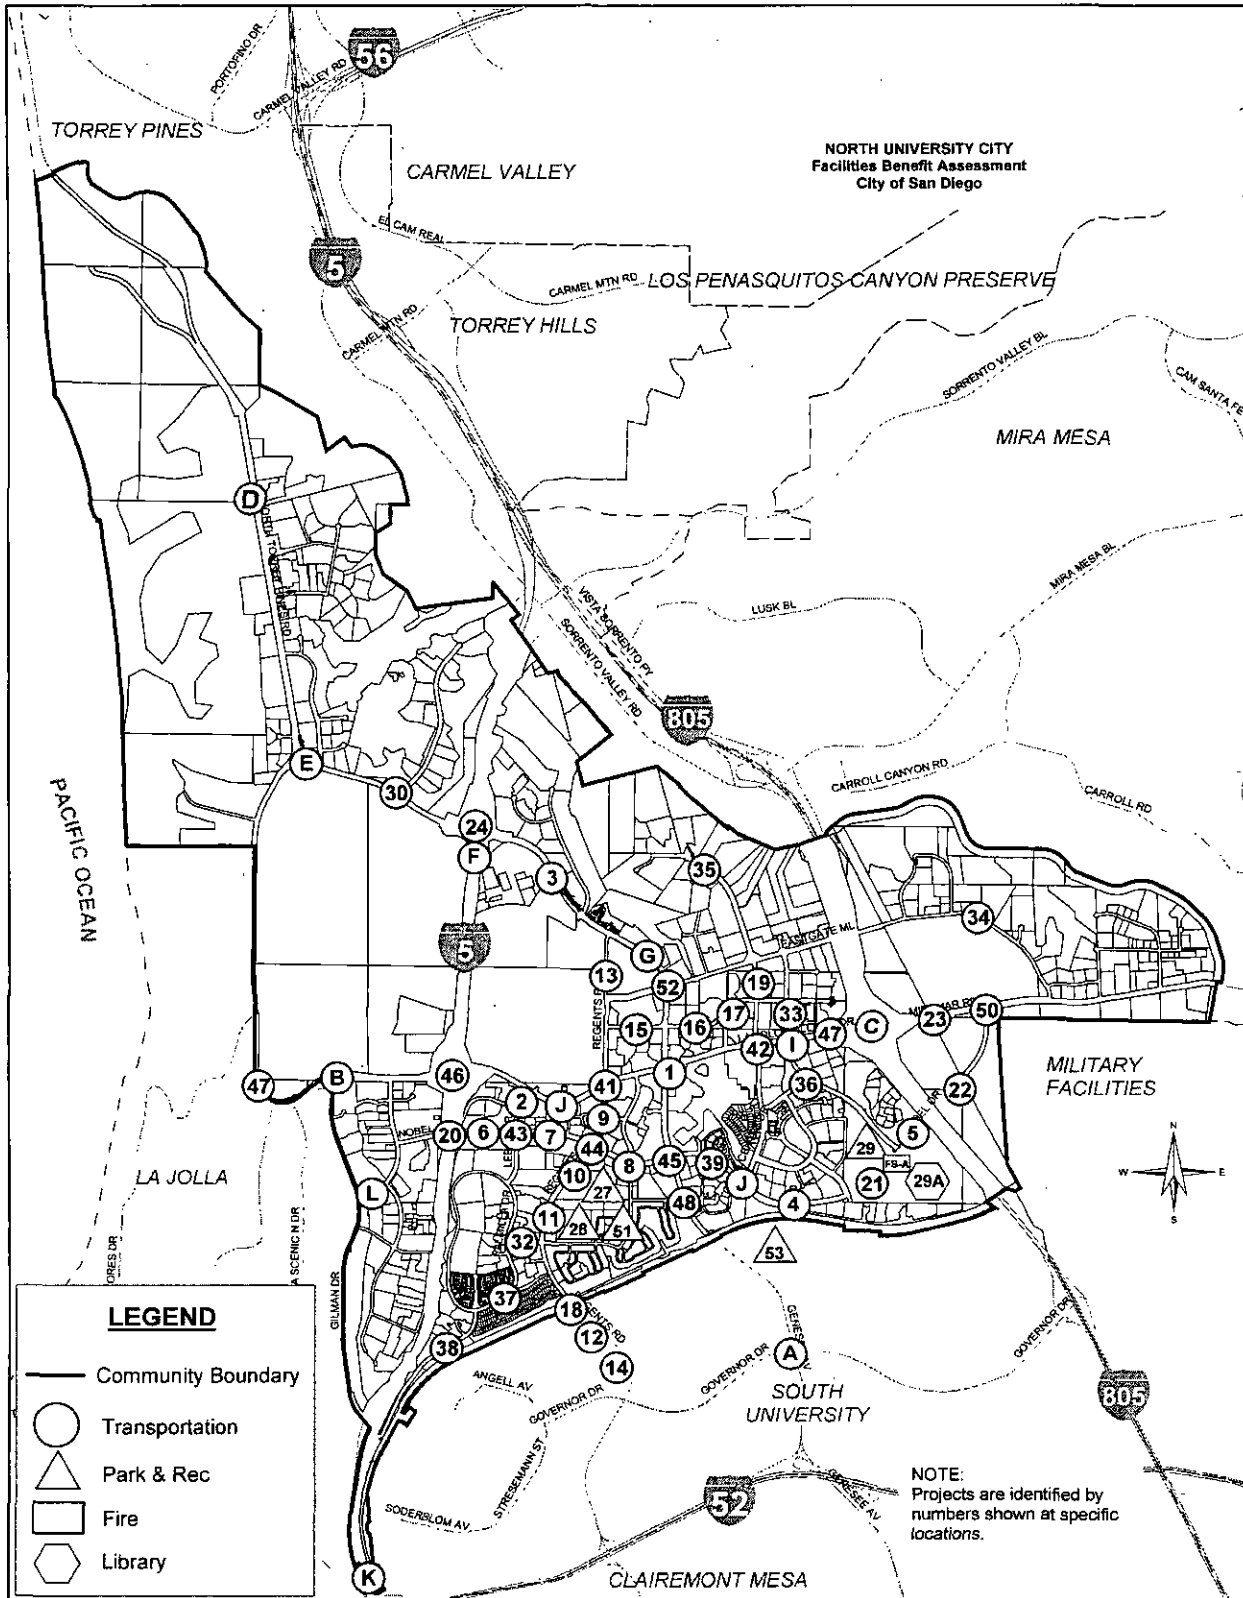 PORTOFINO DR
56
CARMEL VALLEY RD
TORREY PINES
CARMEL VALLEY
NORTH UNIVERSITY CITY
Facilities Benefit Assessment
City of San Diego
EL CAM REAL
5
CARMEL MTN RD
LOS PENASQUITOS CANYON PRESERVE
TORREY HILLS
CARMEL MTN RD
SORRENTO VALLEY BL
CAM SANTA FE
MIRA MESA
D
MIRA MESA BL
LUSK BL
VISTA SORRENTO PY
SORRENTO VALLEY RD
805
E
30
CARROLL CANYON RD
CARROLL RD
PACIFIC OCEAN
24
F
3
35
34
EASTGATE ML
5
G
13
52
19
REGENTS R
15
16
17
33
47
C
23
50
42
I
MILITARY
FACILITIES
47
B
46
41
1
36
22
2
J
9
NOBEL
20
6
43
7
44
5
29
FS-A
21
29A
LA JOLLA
L
10
8
45
39
J
27
48
4
11
28
51
32
53
N
W
E
S
A SCENIC N DR
GILMAN DR
37
18
12
14
38
A
GOVERNOR DR
GOVERNOR DR
GOVERNOR DR
ANGELL AV
STRESEMANN ST
SODERBLOM AV
SOUTH
UNIVERSITY
805
GENESEE AV
52
NOTE:
Projects are identified by
numbers shown at specific
locations.
K
CLAIREMONT MESA
LEGEND
Community Boundary
Transportation
Park & Rec
Fire
Library